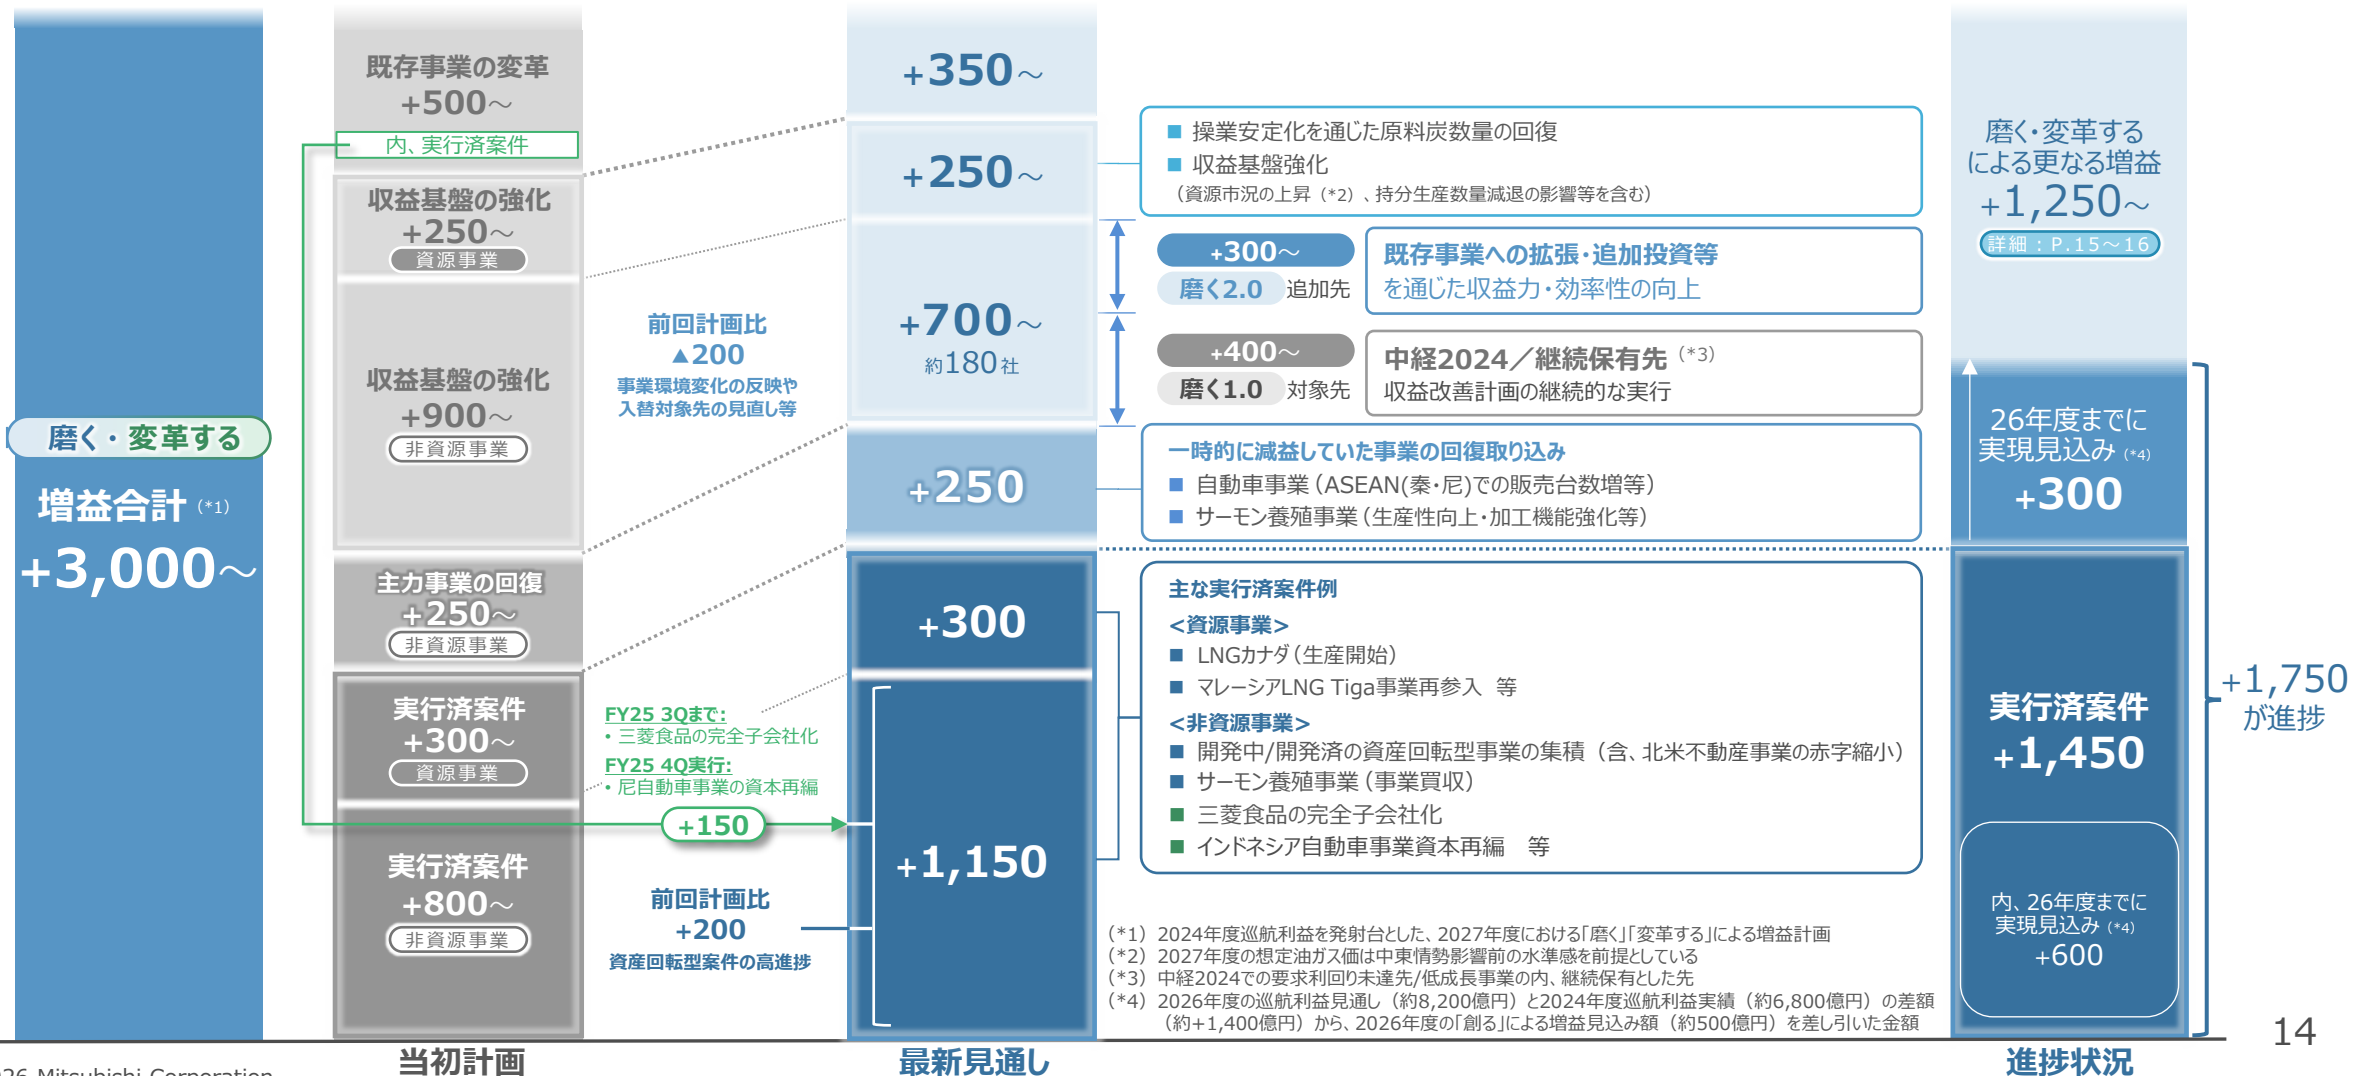 磨く・変革する
増益合計 (*1)
+3,000～
既存事業の変革
+500～
内、実行済案件
収益基盤の強化
+250～
資源事業
収益基盤の強化
+900～
非資源事業
主力事業の回復
+250～
非資源事業
実行済案件
+300～
資源事業
実行済案件
+800～
非資源事業
当初計画
前回計画比
▲200
事業環境変化の反映や
入替対象先の見直し等
FY25 3Qまで:
・三菱食品の完全子会社化
FY25 4Q実行:
・尼自動車事業の資本再編
+150
前回計画比
+200
資産回転型案件の高進捗
+350～
+250～
+700～
約180社
+250
+300
+1,150
最新見通し
■ 操業安定化を通じた原料炭数量の回復
■ 収益基盤強化
（資源市況の上昇（*2）、持分生産数量減退の影響等を含む）
+300～
磨く2.0 追加先
既存事業への拡張・追加投資等
を通じた収益力・効率性の向上
+400～
磨く1.0 対象先
中経2024／継続保有先（*3）
収益改善計画の継続的な実行
一時的に減益していた事業の回復取り込み
■ 自動車事業（ASEAN(秦・尼)での販売台数増等）
■ サーモン養殖事業（生産性向上・加工機能強化等）
主な実行済案件例
<資源事業>
■ LNGカナダ（生産開始）
■ マレーシアLNG Tiga事業再参入 等
<非資源事業>
■ 開発中/開発済の資産回転型事業の集積（含、北米不動産事業の赤字縮小）
■ サーモン養殖事業（事業買収）
■ 三菱食品の完全子会社化
■ インドネシア自動車事業資本再編 等
（*1）2024年度巡航利益を発射台とした、2027年度における「磨く」「変革する」による増益計画
（*2）2027年度の想定油ガス価は中東情勢影響前の水準感を前提としている
（*3）中経2024での要求利回り未達先/低成長事業の内、継続保有とした先
（*4）2026年度の巡航利益見通し（約8,200億円）と2024年度巡航利益実績（約6,800億円）の差額
（約+1,400億円）から、2026年度の「創る」による増益見込み額（約500億円）を差し引いた金額
磨く・変革する
による更なる増益
+1,250～
詳細：P.15～16
26年度までに
実現見込み（*4）
+300
実行済案件
+1,450
内、26年度までに
実現見込み（*4）
+600
進捗状況
+1,750
が進捗
14
026 Mitsubishi Corporation